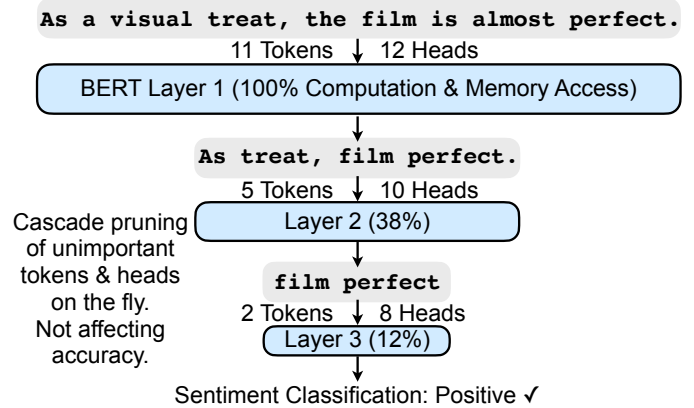 As a visual treat, the film is almost perfect.
11 Tokens 12 Heads
BERT Layer 1 (100% Computation & Memory Access)
As treat, film perfect.
5 Tokens 10 Heads
Layer 2 (38%)
Cascade pruning
of unimportant
tokens & heads
on the fly.
Not affecting
accuracy.
film perfect
2 Tokens 8 Heads
Layer 3 (12%)
Sentiment Classification: Positive ✓